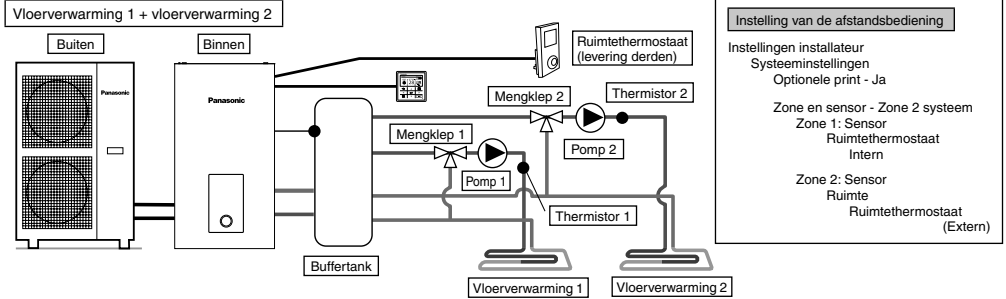 Vloerverwarming 1 + vloerverwarming 2
Buiten
Binnen
Panasonic
Panasonic
Ruimtethermostaat
(levering derden)
Mengklep 2
Thermistor 2
Mengklep 1
Pomp 2
Pomp 1
Thermistor 1
Buffertank
Vloerverwarming 1
Vloerverwarming 2
Instelling van de afstandsbediening
Instellingen installateur
Systeeminstellingen
Optionele print - Ja
Zone en sensor - Zone 2 systeem
Zone 1: Sensor
Ruimtethermostaat
Intern
Zone 2: Sensor
Ruimte
Ruimtethermostaat
(Extern)